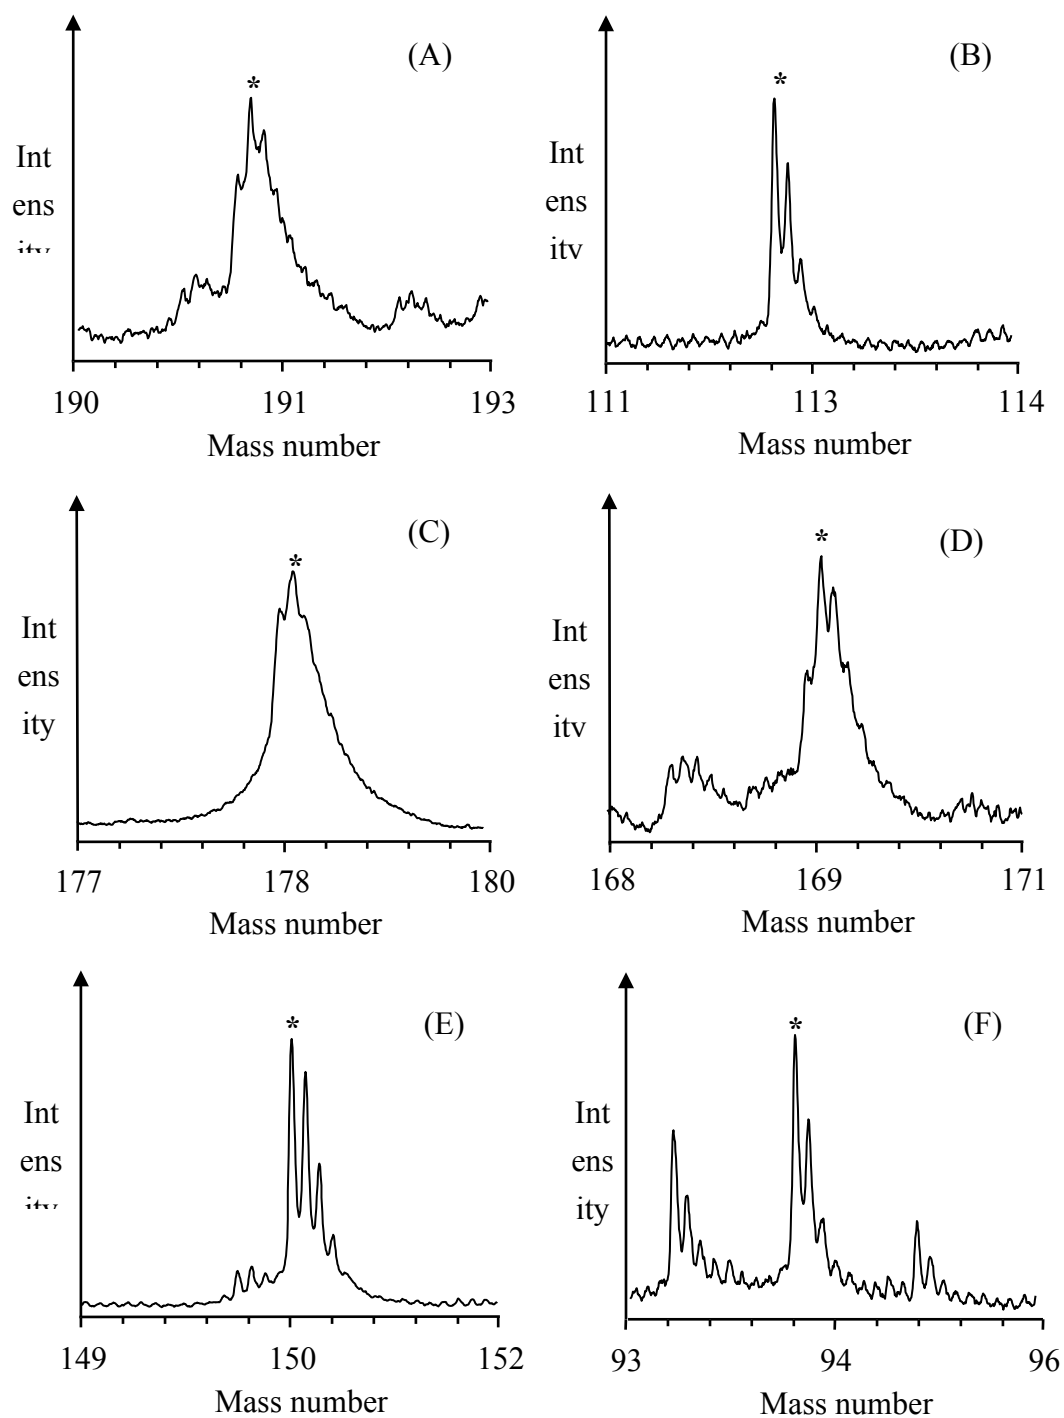 (A)
*
Int
ens
190
191
193
Mass number
(B)
*
Int
ens
itv
111
113
114
Mass number
(C)
*
Int
ens
ity
177
178
180
Mass number
(D)
*
Int
ens
itv
168
169
171
Mass number
(E)
*
Int
ens
149
150
152
Mass number
(F)
*
Int
ens
ity
93
94
96
Mass number